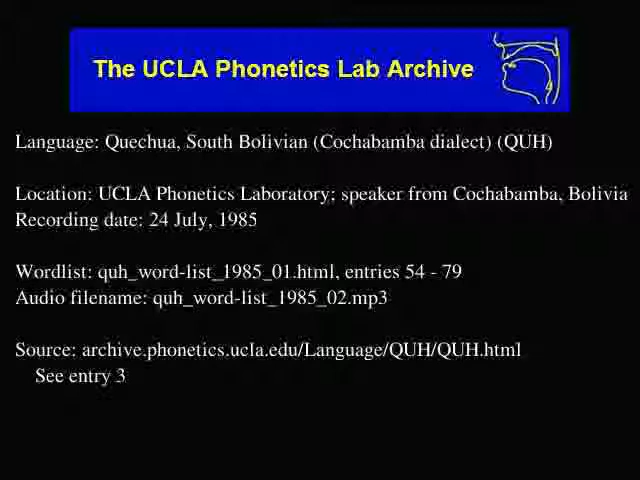 The UCLA Phonetics Lab Archive
Language: Quechua, South Bolivian (Cochabamba dialect) (QUH)
Location: UCLA Phonetics Laboratory; speaker from Cochabamba, Bolivia
Recording date: 24 July, 1985
Wordlist: quh_word-list_1985_01.html, entries 54 - 79
Audio filename: quh_word-list_1985_02.mp3
Source: archive.phonetics.ucla.edu/Language/QUH/QUH.html
See entry 3